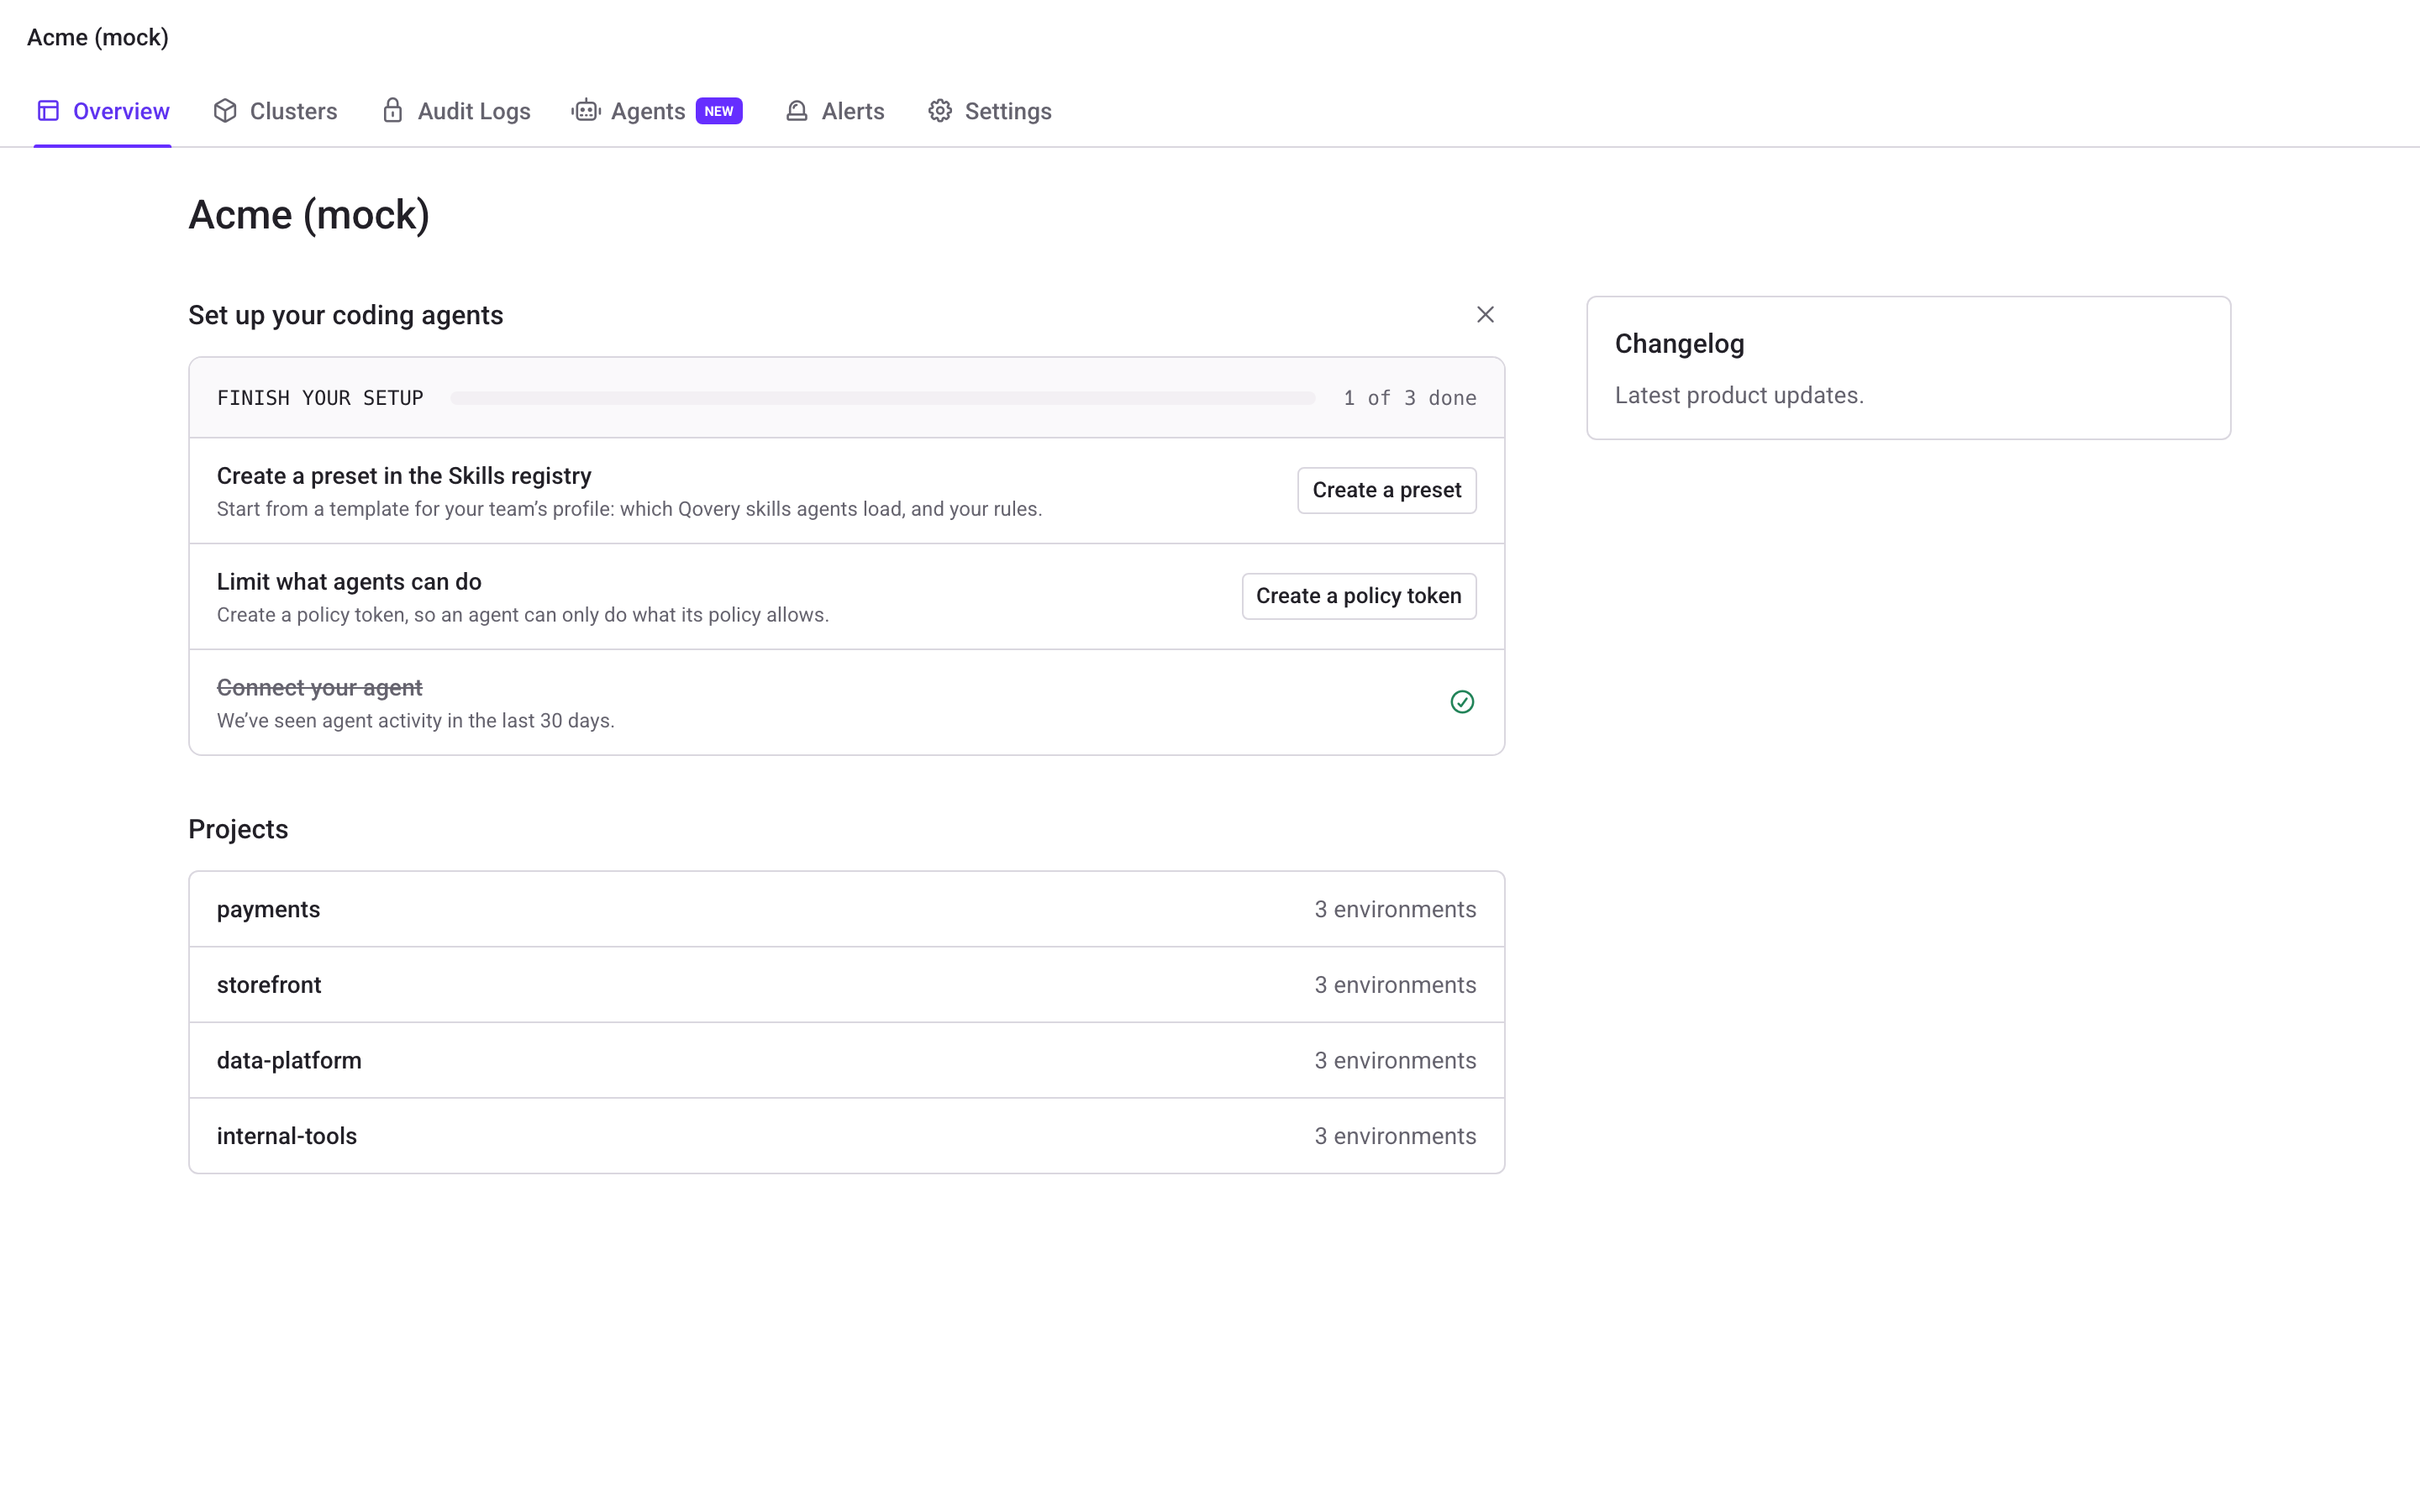 Acme (mock)
Overview
Clusters
Audit Logs
Agents NEW
Alerts
Settings
Acme (mock)
Set up your coding agents
FINISH YOUR SETUP
1 of 3 done
Create a preset in the Skills registry
Start from a template for your team’s profile: which Qovery skills agents load, and your rules.
Create a preset
Limit what agents can do
Create a policy token, so an agent can only do what its policy allows.
Create a policy token
Connect your agent
We’ve seen agent activity in the last 30 days.
Changelog
Latest product updates.
Projects
payments
3 environments
storefront
3 environments
data-platform
3 environments
internal-tools
3 environments